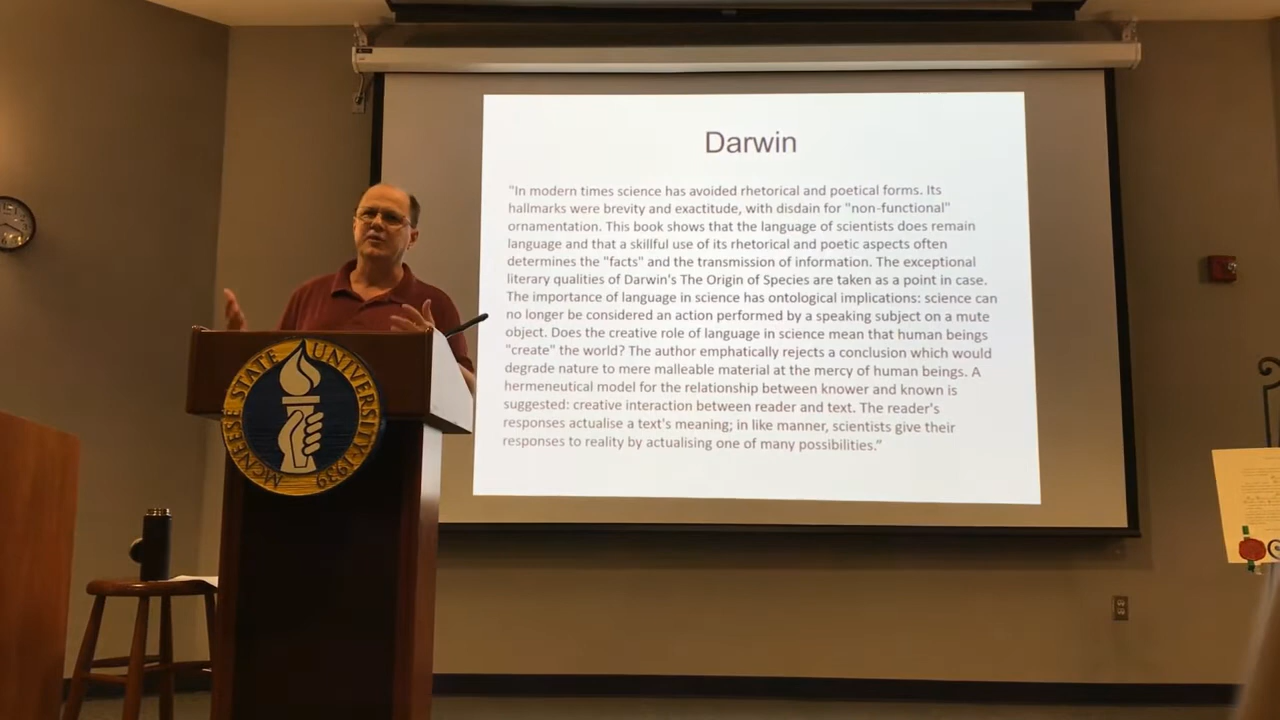 Darwin
"In modern times science has avoided rhetorical and poetical forms. Its
hallmarks were brevity and exactitude, with disdain for "non-functional"
ornamentation. This book shows that the language of scientists does remain
language and that a skillful use of its rhetorical and poetic aspects often
determines the "facts" and the transmission of information. The exceptional
literary qualities of Darwin's The Origin of Species are taken as a point in case.
The importance of language in science has ontological implications: science can
no longer be considered an action performed by a speaking subject on a mute
object. Does the creative role of language in science mean that human beings
"create" the world? The author emphatically rejects a conclusion which would
degrade nature to mere malleable material at the mercy of human beings. A
hermeneutical model for the relationship between knower and known is
suggested: creative interaction between reader and text. The reader's
responses actualise a text's meaning; in like manner, scientists give their
responses to reality by actualising one of many possibilities."
MCNEESE STATE UNIVERSITY·1939